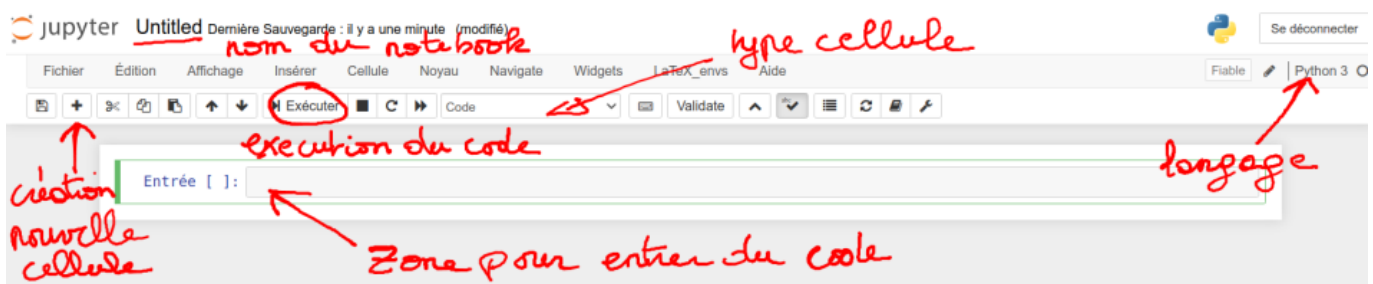 jupyter Untitled Dernière Sauvegarde : il y a une minute (modifié) Se déconnecter
nom du notebook
type cellule
Fichier Édition Affichage Insérer Cellule Noyau Navigate Widgets LaTeX_envs Aide Fiable Python 3
Exécuter Code Validate
execution du code
langage
Entrée [ ]:
création
nouvelle
cellule
Zone pour entrer du code